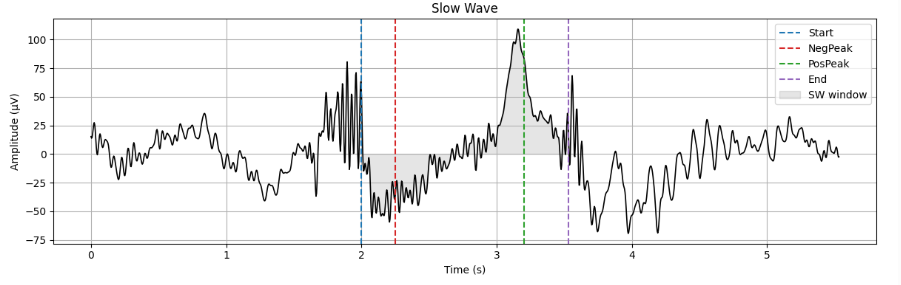 Slow Wave
Amplitude (µV)
100
75
50
25
0
−25
−50
−75
0
1
2
3
4
5
Time (s)
Start
NegPeak
PosPeak
End
SW window